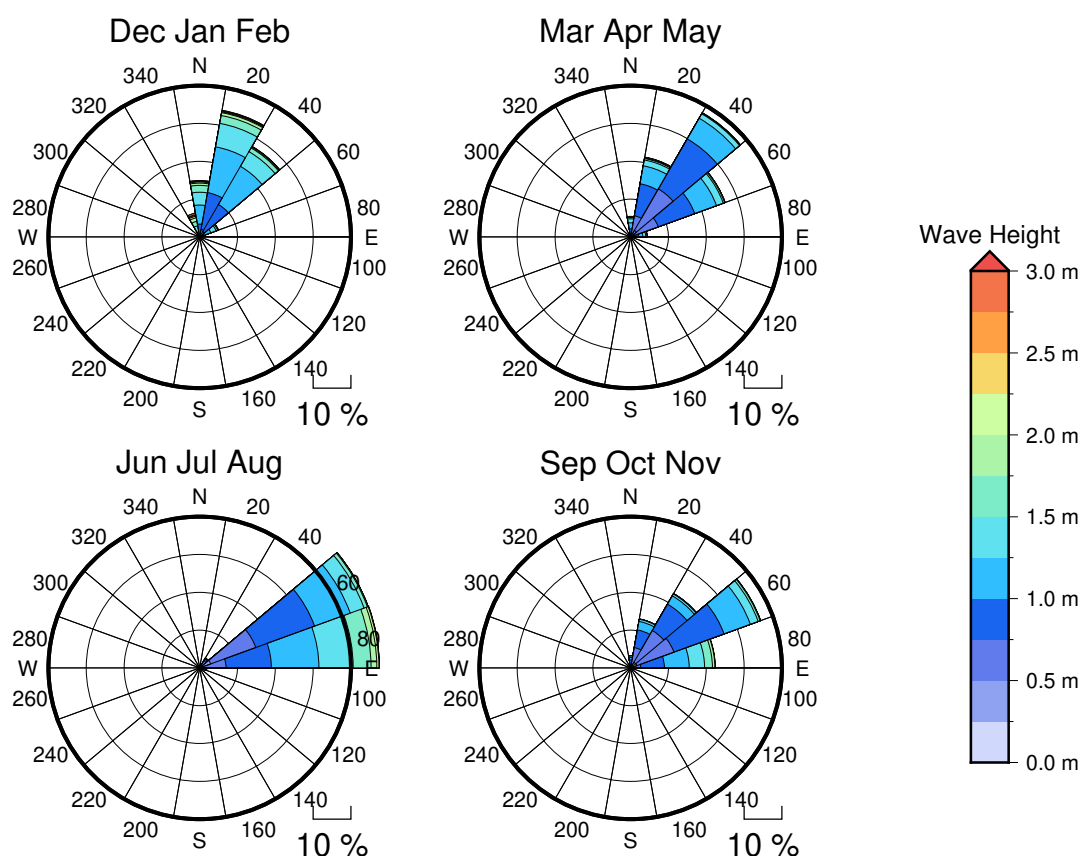 Dec Jan Feb
N
20
40
80
E
100
120
140
160
S
200
220
240
260
W
280
300
320
340
10 %
Mar Apr May
N
20
40
60
80
E
100
120
140
160
S
200
220
240
260
W
280
300
320
340
10 %
Jun Jul Aug
N
20
40
60
80
E
100
120
140
160
S
200
220
240
260
W
280
300
320
340
10 %
Sep Oct Nov
N
20
40
60
80
E
100
120
140
160
S
200
220
240
260
W
280
300
320
340
10 %
Wave Height
3.0 m
2.5 m
2.0 m
1.5 m
1.0 m
0.5 m
0.0 m